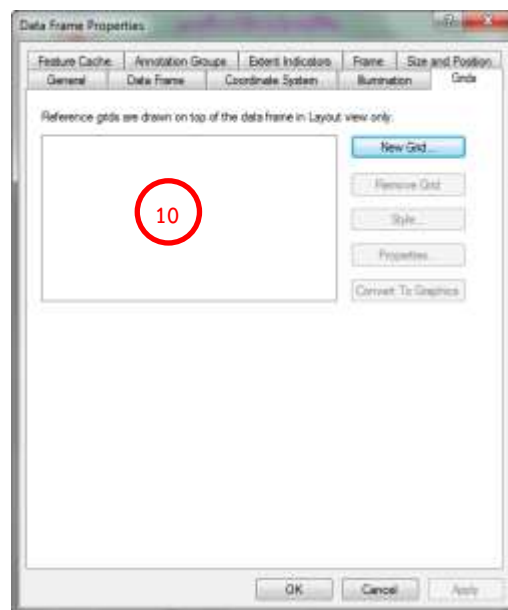 Data Frame Properties
Feature Cache Annotation Groups Extent Indicators Frame Size and Position
General Data Frame Coordinate System Illumination Grids
Reference grids are drawn on top of the data frame in Layout view only.
New Grid...
Remove Grid
10
Style...
Properties...
Convert To Graphics
OK Cancel Apply